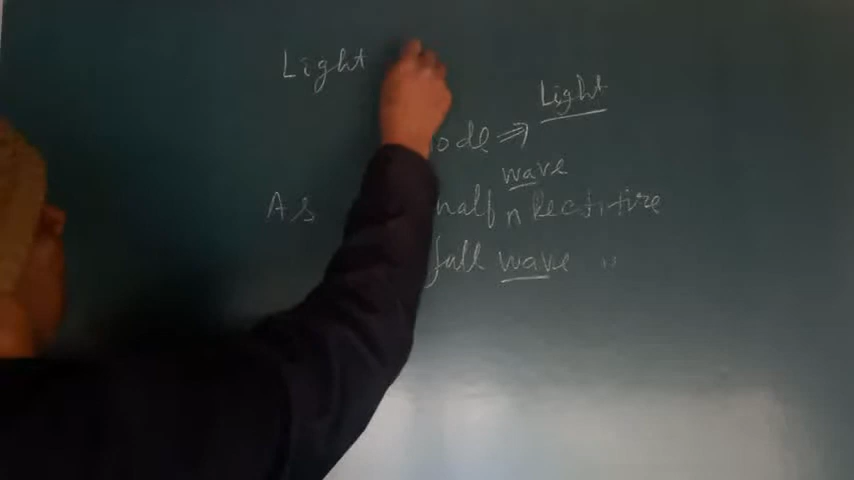 Light
Light
ode ⇒
wave
As half n Rectifire
full wave "